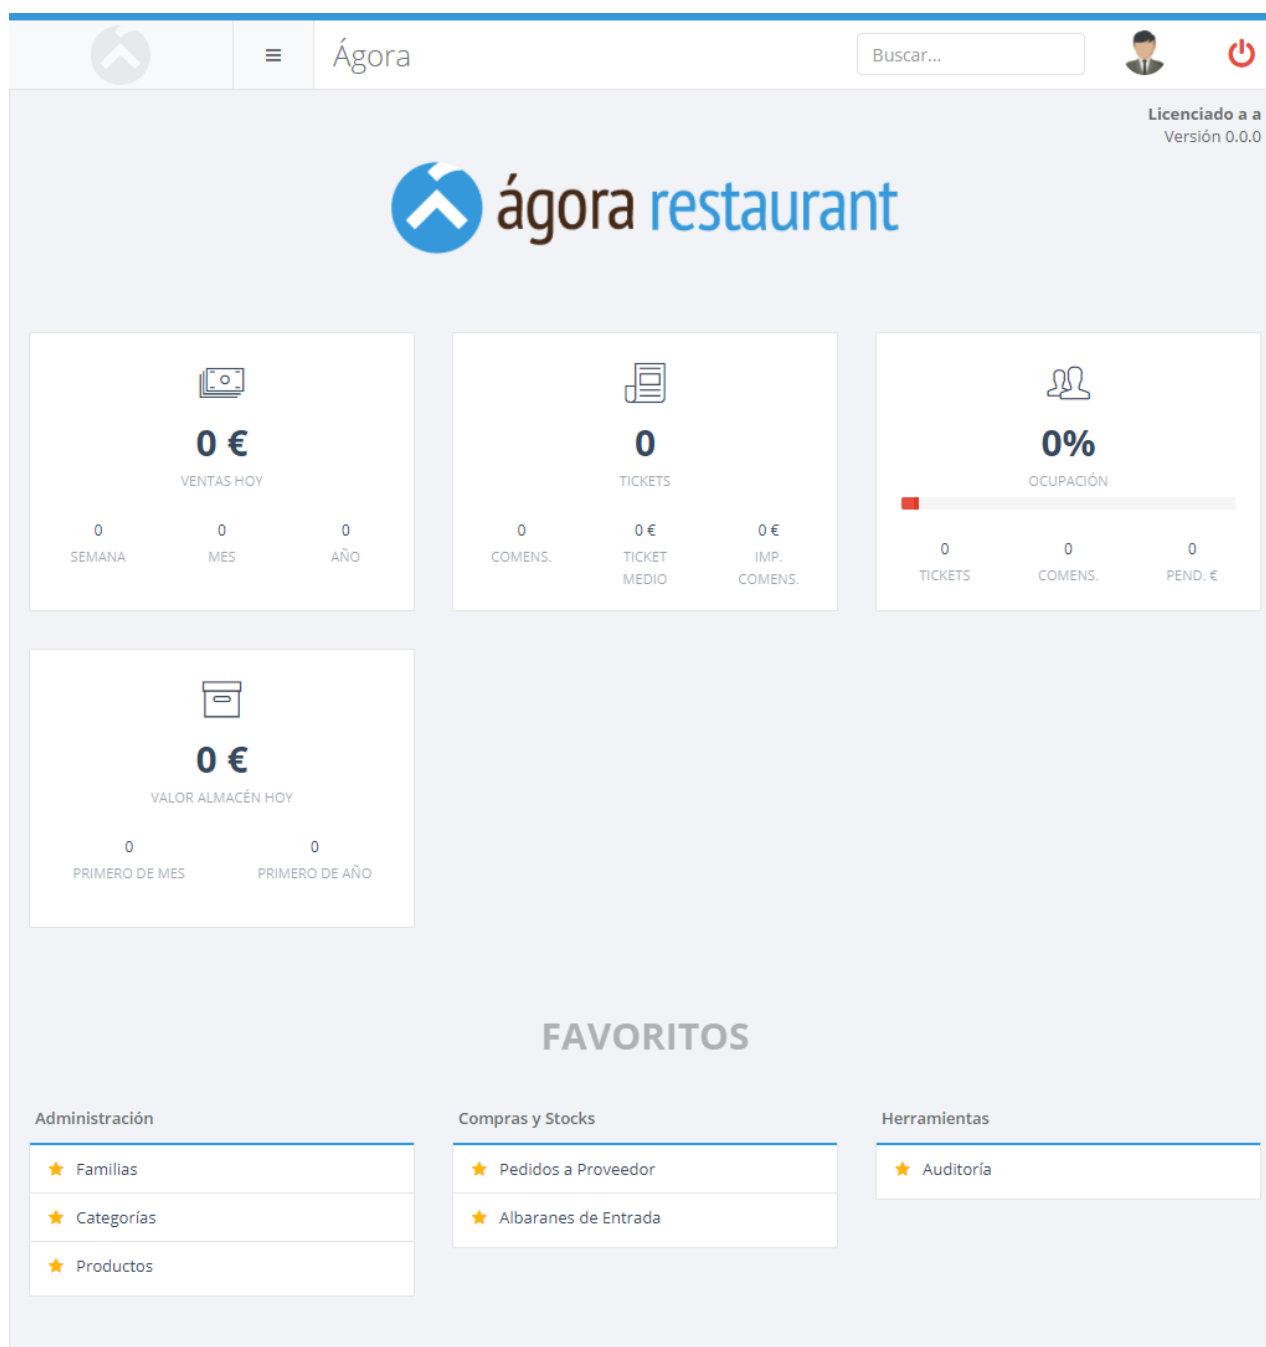 Ágora
Buscar...
Licenciado a a
Versión 0.0.0
ágora restaurant
0 €
VENTAS HOY
0 0 0
SEMANA MES AÑO
0
TICKETS
0 0 € 0 €
COMENS. TICKET IMP.
MEDIO COMENS.
0%
OCUPACIÓN
0 0 0
TICKETS COMENS. PEND. €
0 €
VALOR ALMACÉN HOY
0 0
PRIMERO DE MES PRIMERO DE AÑO
FAVORITOS
Administración
Familias
Categorías
Productos
Compras y Stocks
Pedidos a Proveedor
Albaranes de Entrada
Herramientas
Auditoría